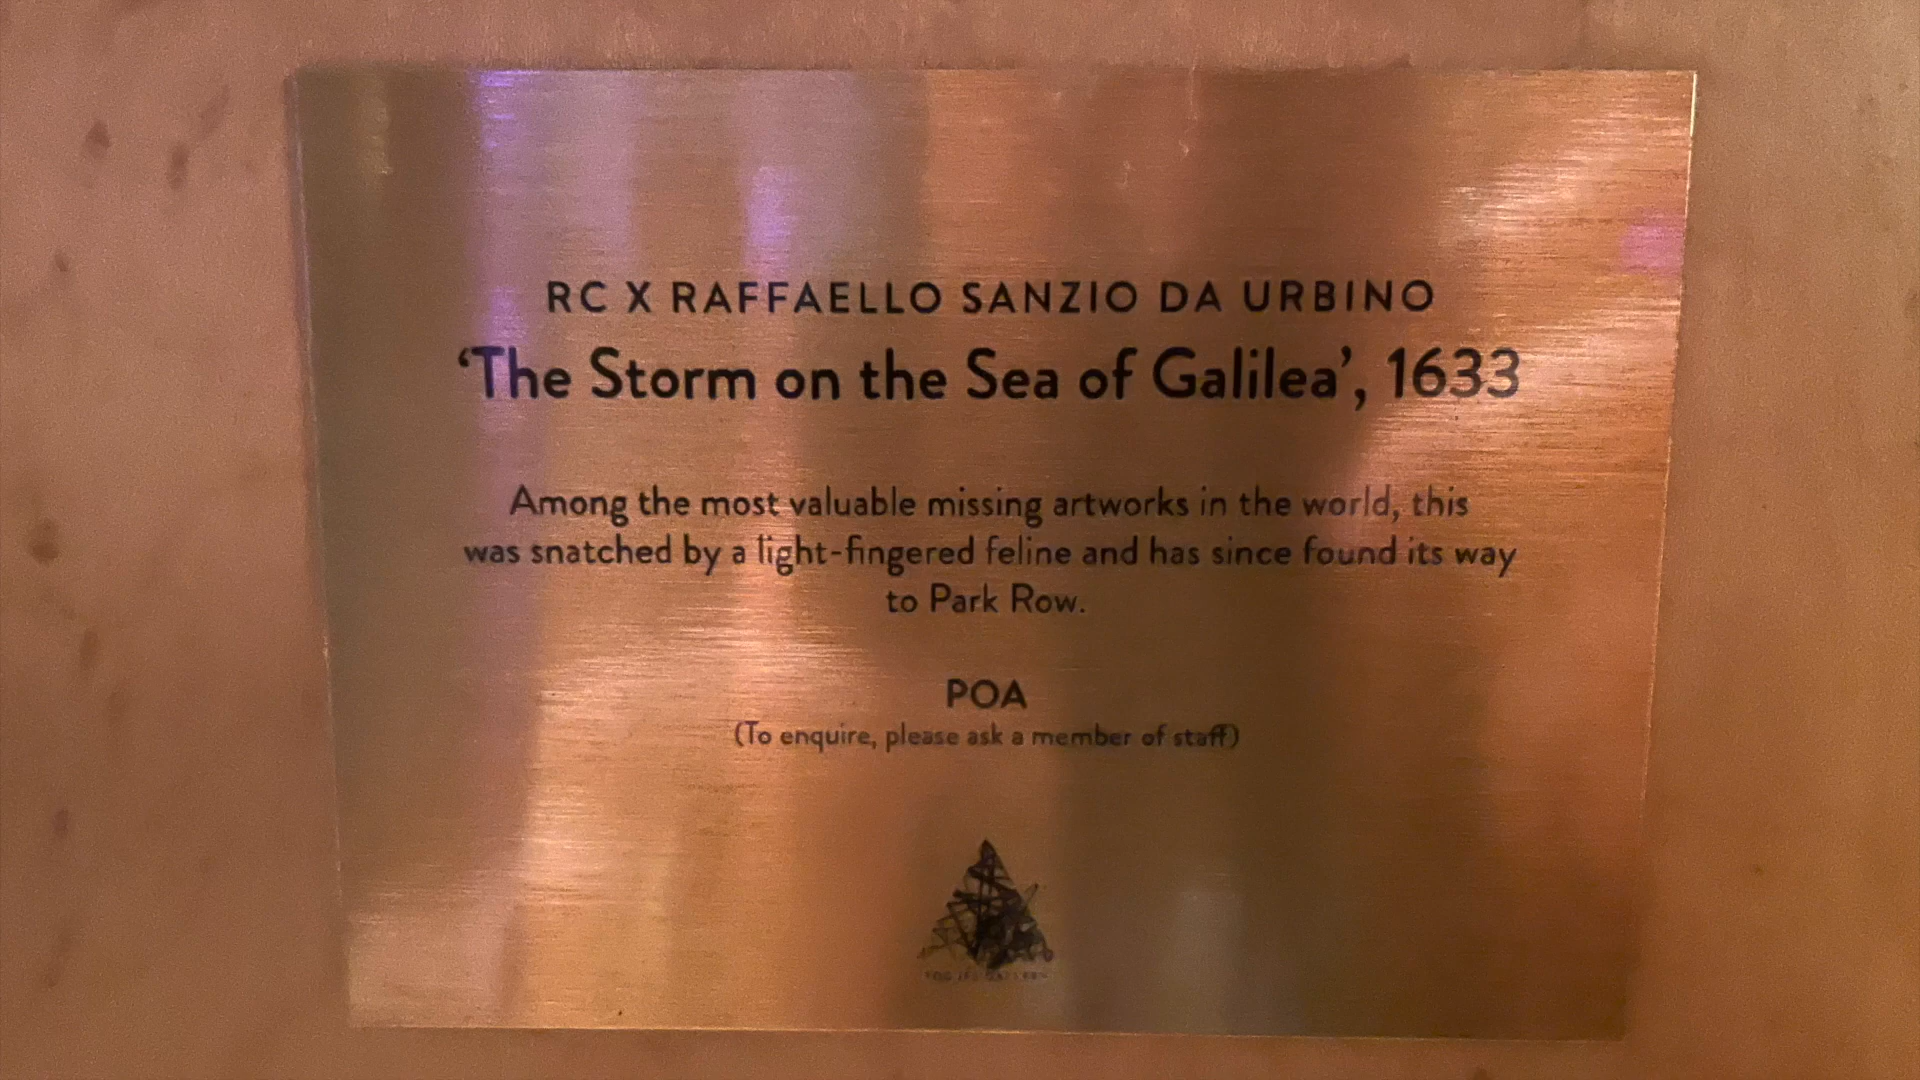 RC X RAFFAELLO SANZIO DA URBINO
‘The Storm on the Sea of Galilea’, 1633
Among the most valuable missing artworks in the world, this
was snatched by a light-fingered feline and has since found its way
to Park Row.
POA
(To enquire, please ask a member of staff)